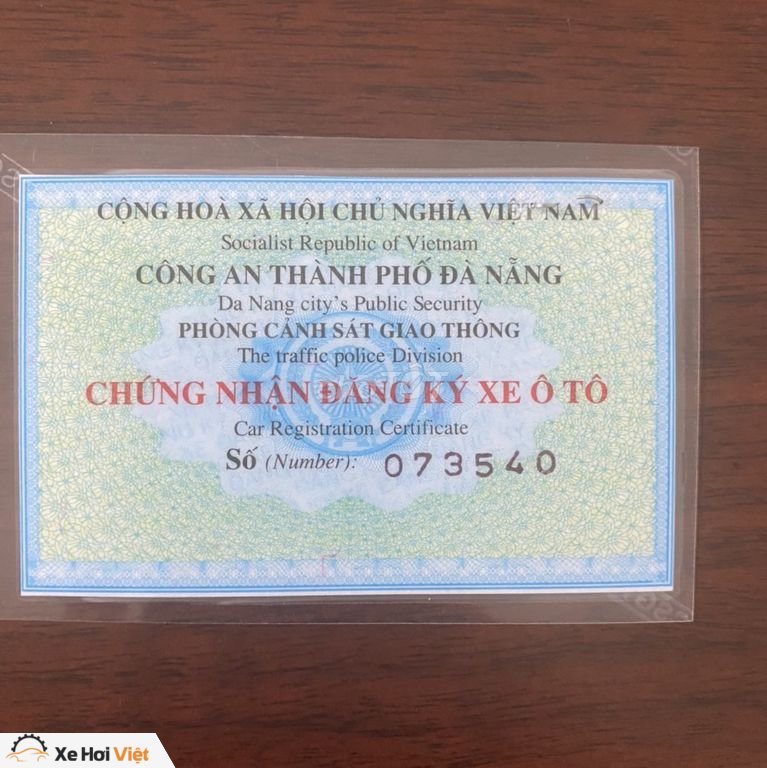 CỘNG HOÀ XÃ HỘI CHỦ NGHĨA VIỆT NAM
Socialist Republic of Vietnam
CÔNG AN THÀNH PHỐ ĐÀ NẴNG
Da Nang city's Public Security
PHÒNG CẢNH SÁT GIAO THÔNG
The traffic police Division
CHỨNG NHẬN ĐĂNG KÝ XE Ô TÔ
Car Registration Certificate
Số (Number): 073540
Xe Hơi Việt